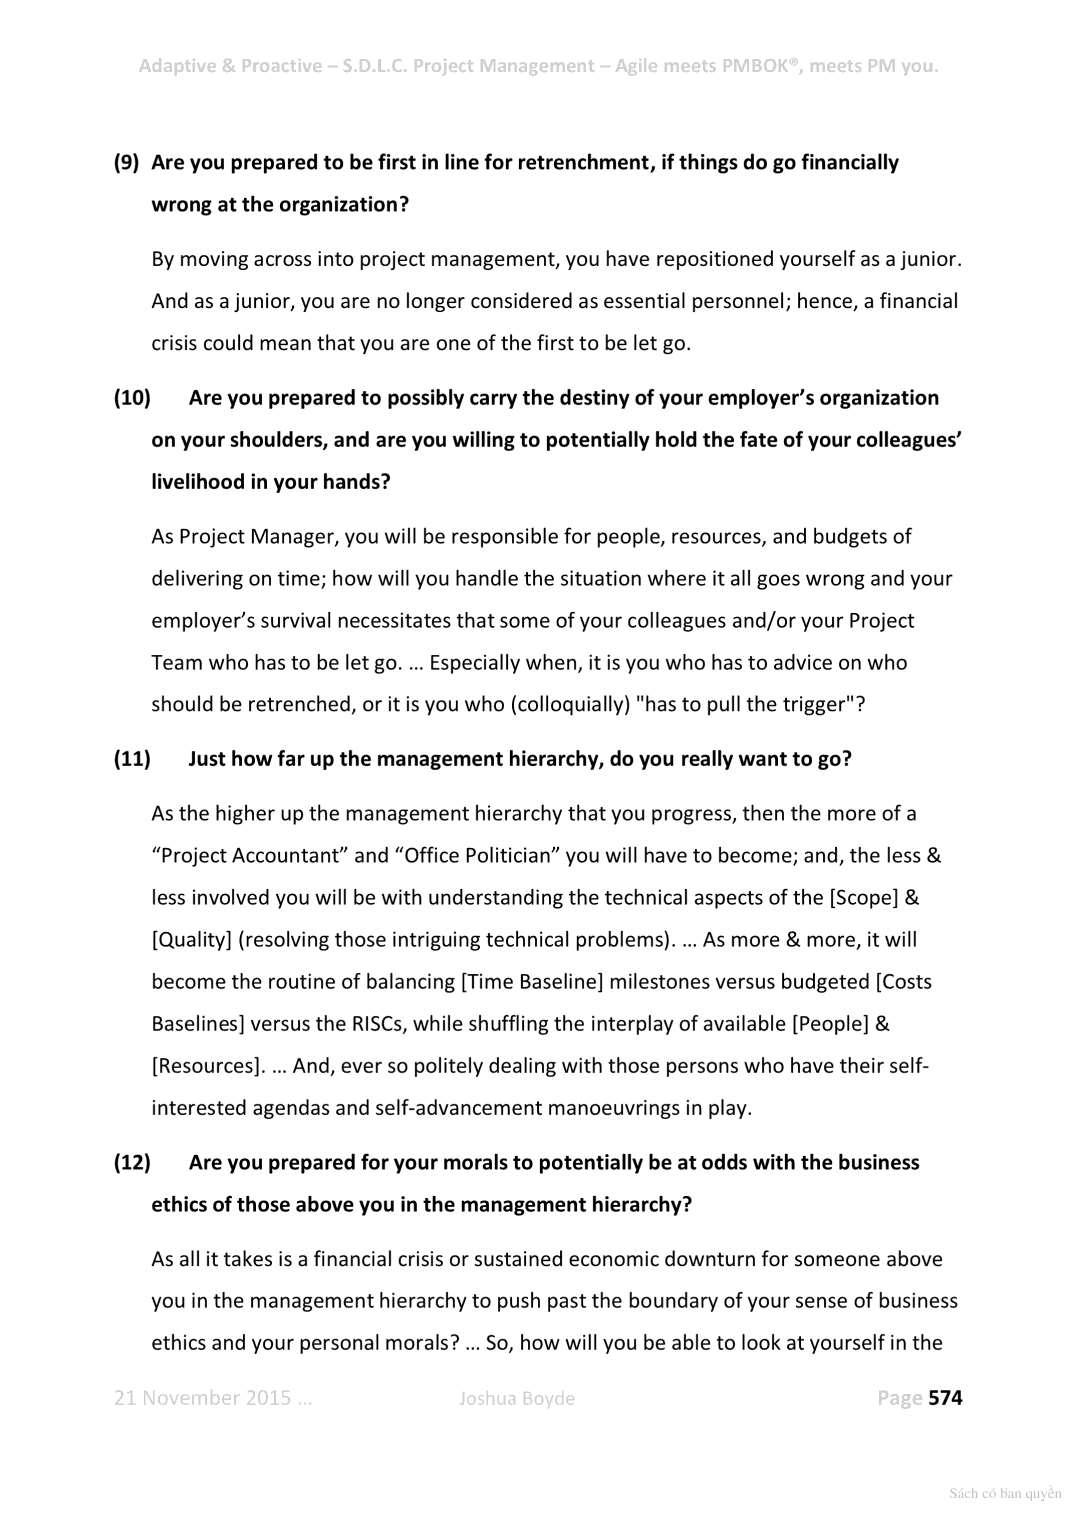 Adaptive & Proactive – S.D.L.C. Project Management – Agile meets PMBOK®, meets PM you.
(9) Are you prepared to be first in line for retrenchment, if things do go financially
wrong at the organization?
By moving across into project management, you have repositioned yourself as a junior.
And as a junior, you are no longer considered as essential personnel; hence, a financial
crisis could mean that you are one of the first to be let go.
(10) Are you prepared to possibly carry the destiny of your employer’s organization
on your shoulders, and are you willing to potentially hold the fate of your colleagues’
livelihood in your hands?
As Project Manager, you will be responsible for people, resources, and budgets of
delivering on time; how will you handle the situation where it all goes wrong and your
employer’s survival necessitates that some of your colleagues and/or your Project
Team who has to be let go. … Especially when, it is you who has to advice on who
should be retrenched, or it is you who (colloquially) "has to pull the trigger"?
(11) Just how far up the management hierarchy, do you really want to go?
As the higher up the management hierarchy that you progress, then the more of a
“Project Accountant” and “Office Politician” you will have to become; and, the less &
less involved you will be with understanding the technical aspects of the [Scope] &
[Quality] (resolving those intriguing technical problems). … As more & more, it will
become the routine of balancing [Time Baseline] milestones versus budgeted [Costs
Baselines] versus the RISCs, while shuffling the interplay of available [People] &
[Resources]. … And, ever so politely dealing with those persons who have their self-
interested agendas and self-advancement manoeuvrings in play.
(12) Are you prepared for your morals to potentially be at odds with the business
ethics of those above you in the management hierarchy?
As all it takes is a financial crisis or sustained economic downturn for someone above
you in the management hierarchy to push past the boundary of your sense of business
ethics and your personal morals? … So, how will you be able to look at yourself in the
21 November 2015 … Joshua Boyde Page 574
Sách có bản quyền